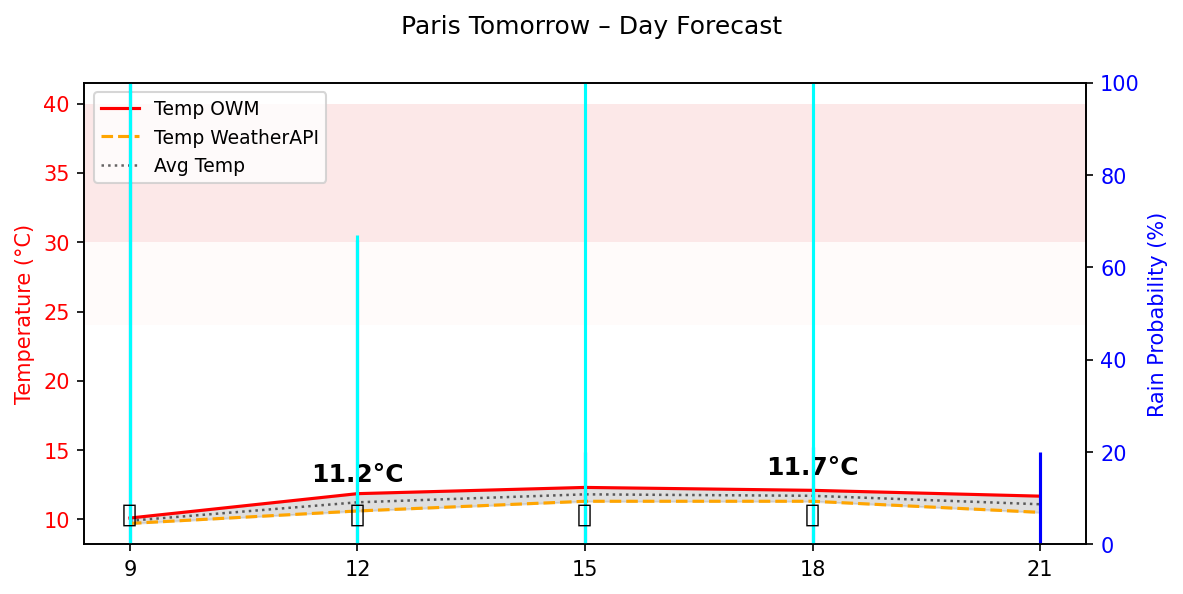 Paris Tomorrow – Day Forecast
Temp OWM
Temp WeatherAPI
Avg Temp
Temperature (°C)
40
35
30
25
20
15
10
11.2°C
11.7°C
100
80
60
40
20
0
Rain Probability (%)
9 12 15 18 21